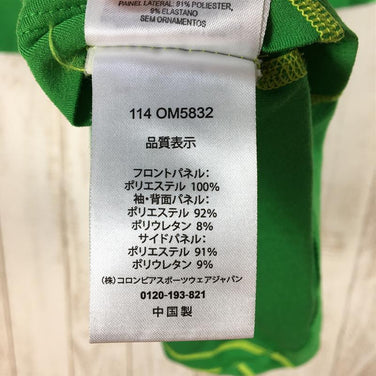 PAINEL LATERAL: 91% POLIÉSTER,
9% ELASTANO
SEM ORNAMENTOS
114 OM5832
品質表示
フロントパネル:
ポリエステル 100%
袖・背面パネル:
ポリエステル 92%
ポリウレタン 8%
サイドパネル:
ポリエステル 91%
ポリウレタン 9%
(株)コロンビアスポーツウェアジャパン
0120-193-821
中国製